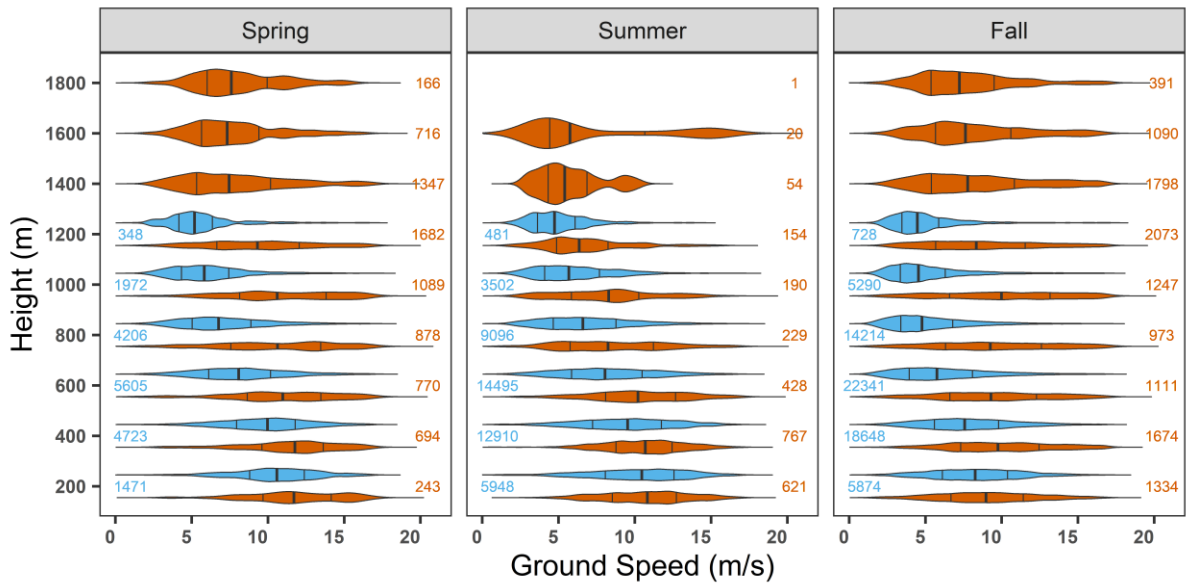 Spring Summer Fall
Height (m)
1800 166 1 391
1600 716 20 1090
1400 1347 54 1798
348 481 728
1200 1682 154 2073
1972 3502 5290
1000 1089 190 1247
4206 9096 14214
800 878 229 973
5605 14495 22341
600 770 428 1111
4723 12910 18648
400 694 767 1674
1471 5948 5874
200 243 621 1334
0 5 10 15 20 0 5 10 15 20 0 5 10 15 20
Ground Speed (m/s)